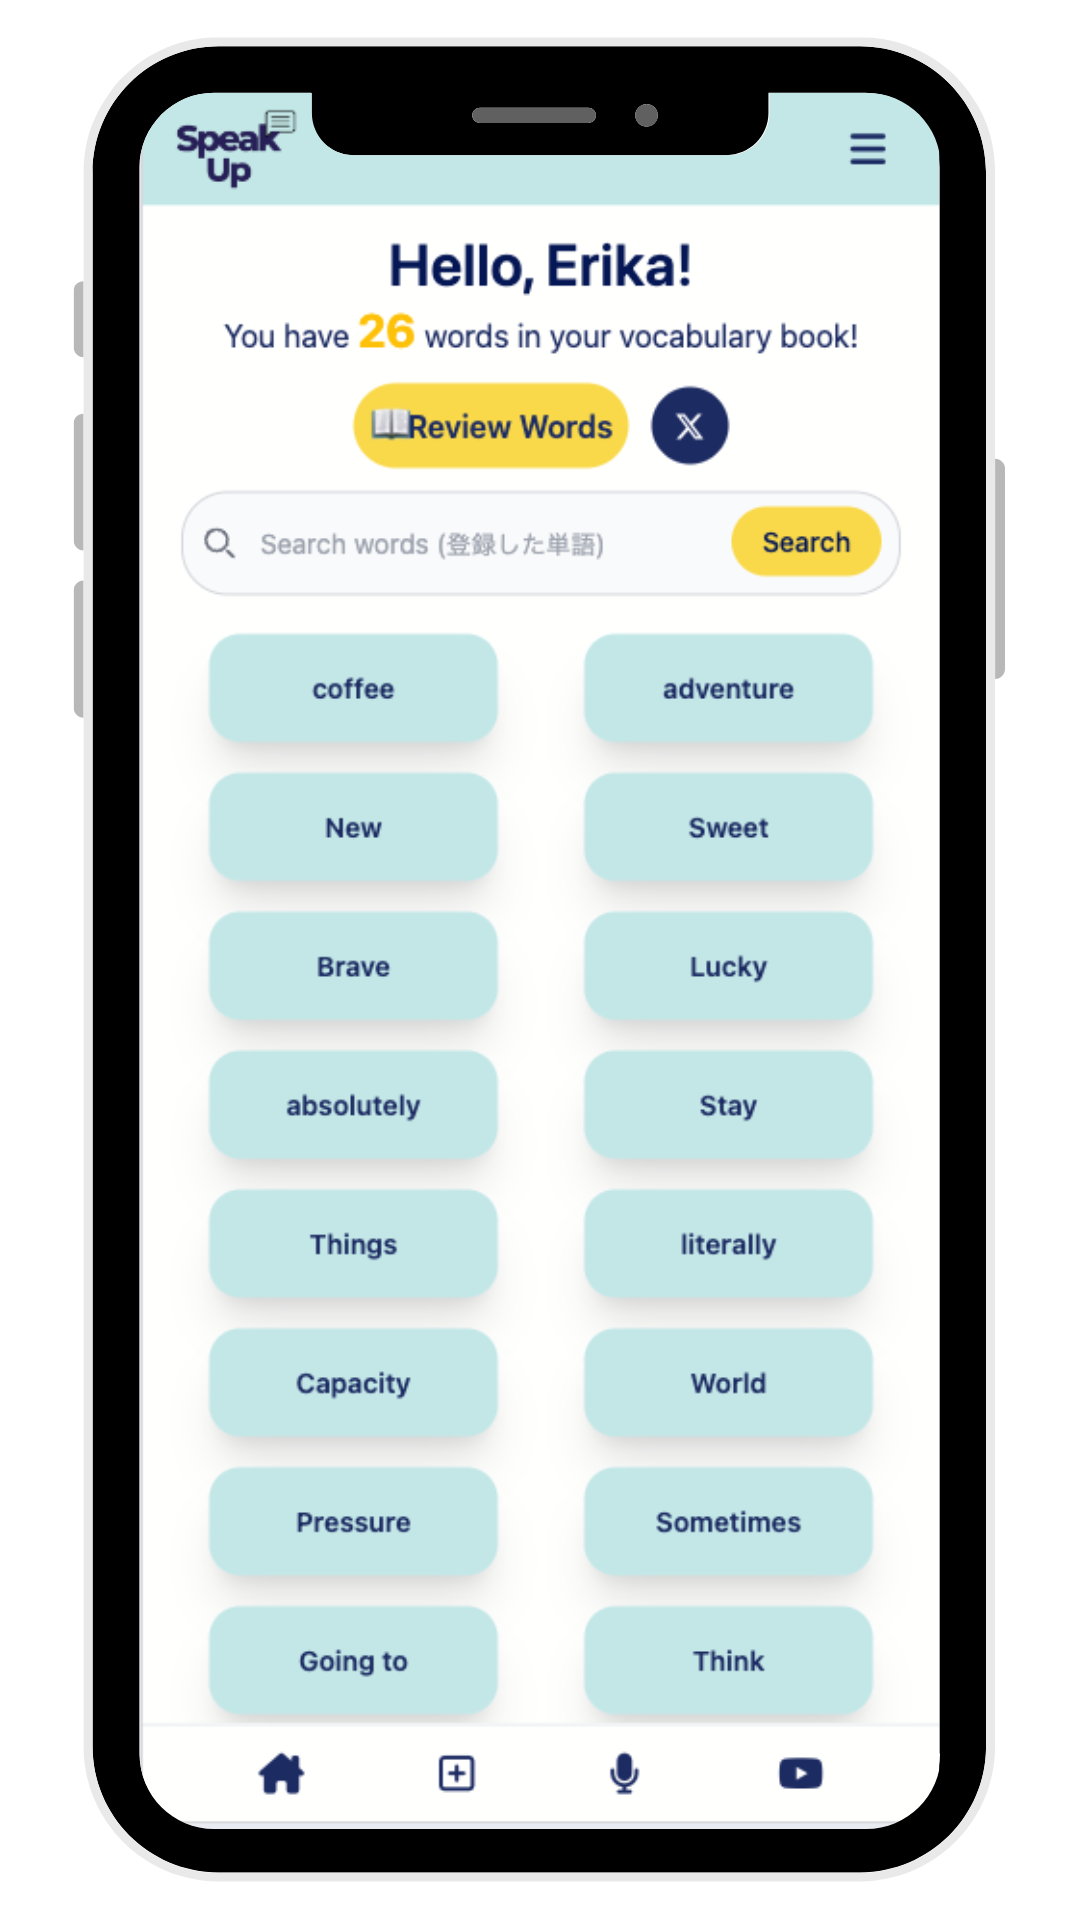 Speak
Up
Hello, Erika!
You have 26 words in your vocabulary book!
📖Review Words
𝕏
Search words (登録した単語)
Search
coffee
adventure
New
Sweet
Brave
Lucky
absolutely
Stay
Things
literally
Capacity
World
Pressure
Sometimes
Going to
Think